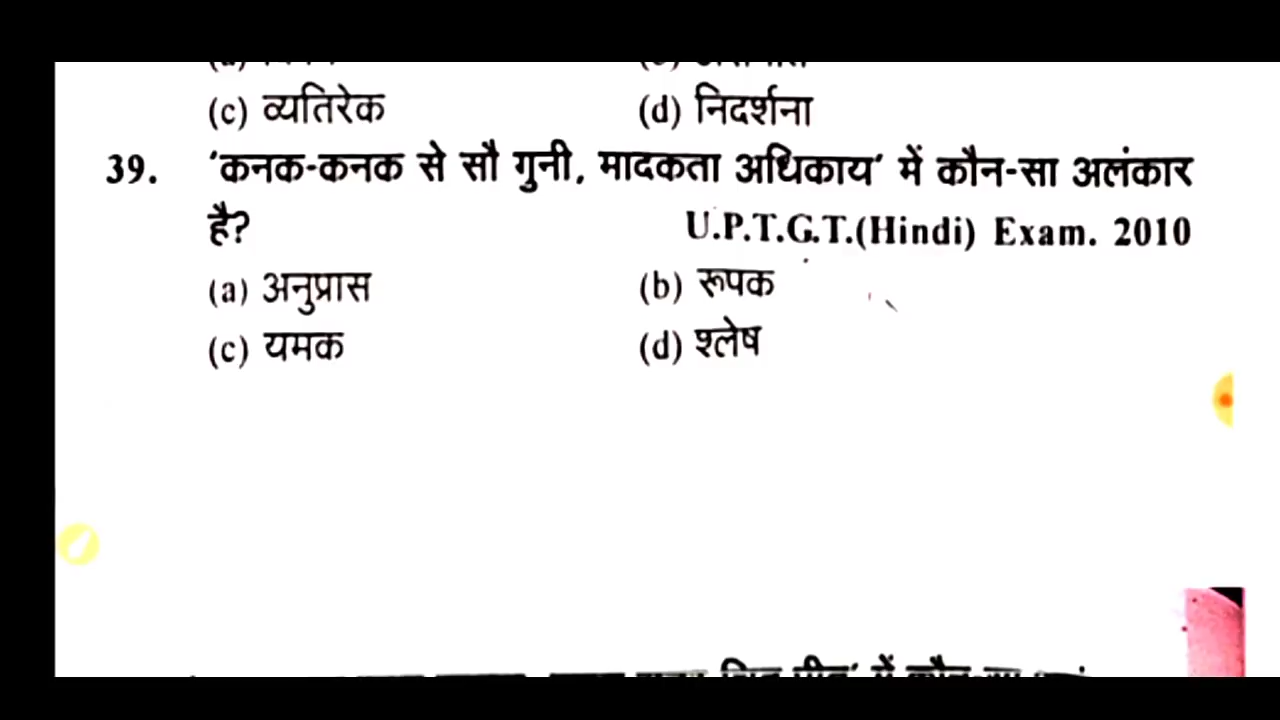 (c) व्यतिरेक (d) निदर्शना
39. 'कनक-कनक से सौ गुनी, मादकता अधिकाय' में कौन-सा अलंकार
है? U.P.T.G.T.(Hindi) Exam. 2010
(a) अनुप्रास (b) रूपक
(c) यमक (d) श्लेष
में कौन-सा